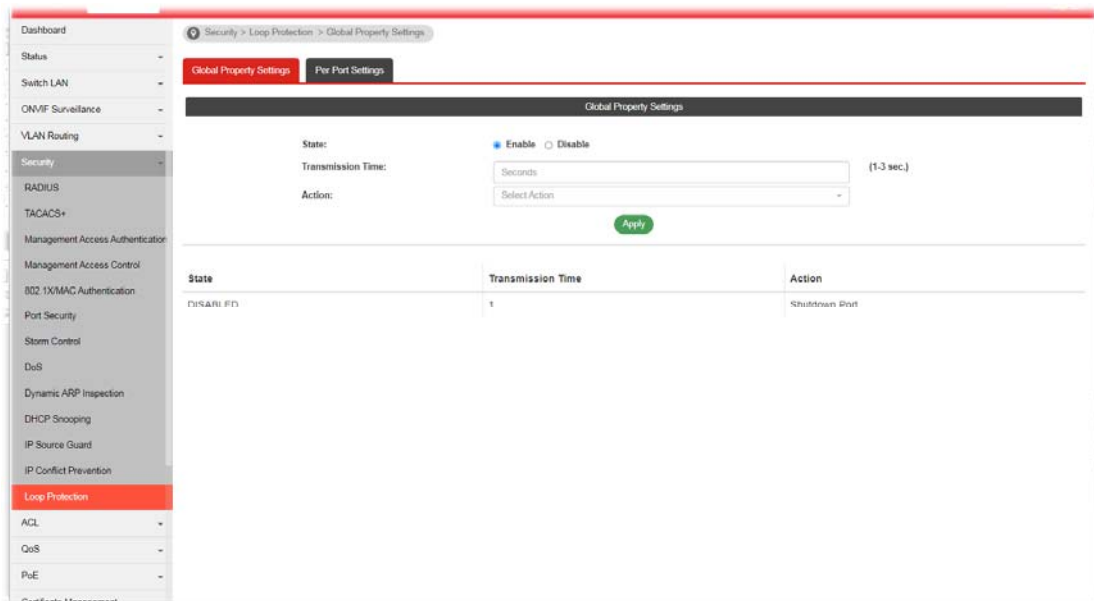 Dashboard
Status
Switch LAN
ONVIF Surveillance
VLAN Routing
Security
RADIUS
TACACS+
Management Access Authentication
Management Access Control
802.1X/MAC Authentication
Port Security
Storm Control
DoS
Dynamic ARP Inspection
DHCP Snooping
IP Source Guard
IP Conflict Prevention
Loop Protection
ACL
QoS
PoE
Certificate Management
Security > Loop Protection > Global Property Settings
Global Property Settings Per Port Settings
Global Property Settings
State: Enable Disable
Transmission Time: Seconds (1-3 sec.)
Action: Select Action
Apply
State Transmission Time Action
DISABLED 1 Shutdown Port